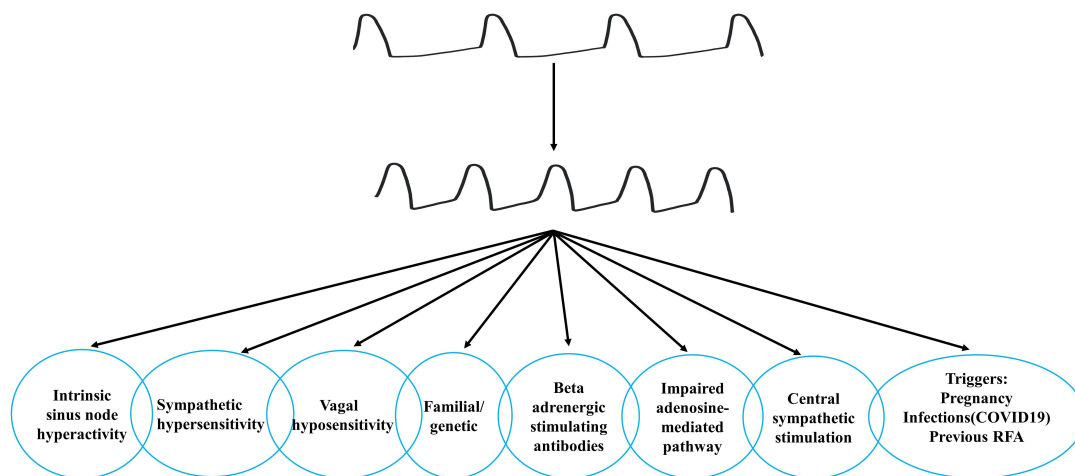 Intrinsic
sinus node
hyperactivity
Sympathetic
hypersensitivity
Vagal
hyposensitivity
Familial/
genetic
Beta
adrenergic
stimulating
antibodies
Impaired
adenosine-
mediated
pathway
Central
sympathetic
stimulation
Triggers:
Pregnancy
Infections(COVID19)
Previous RFA